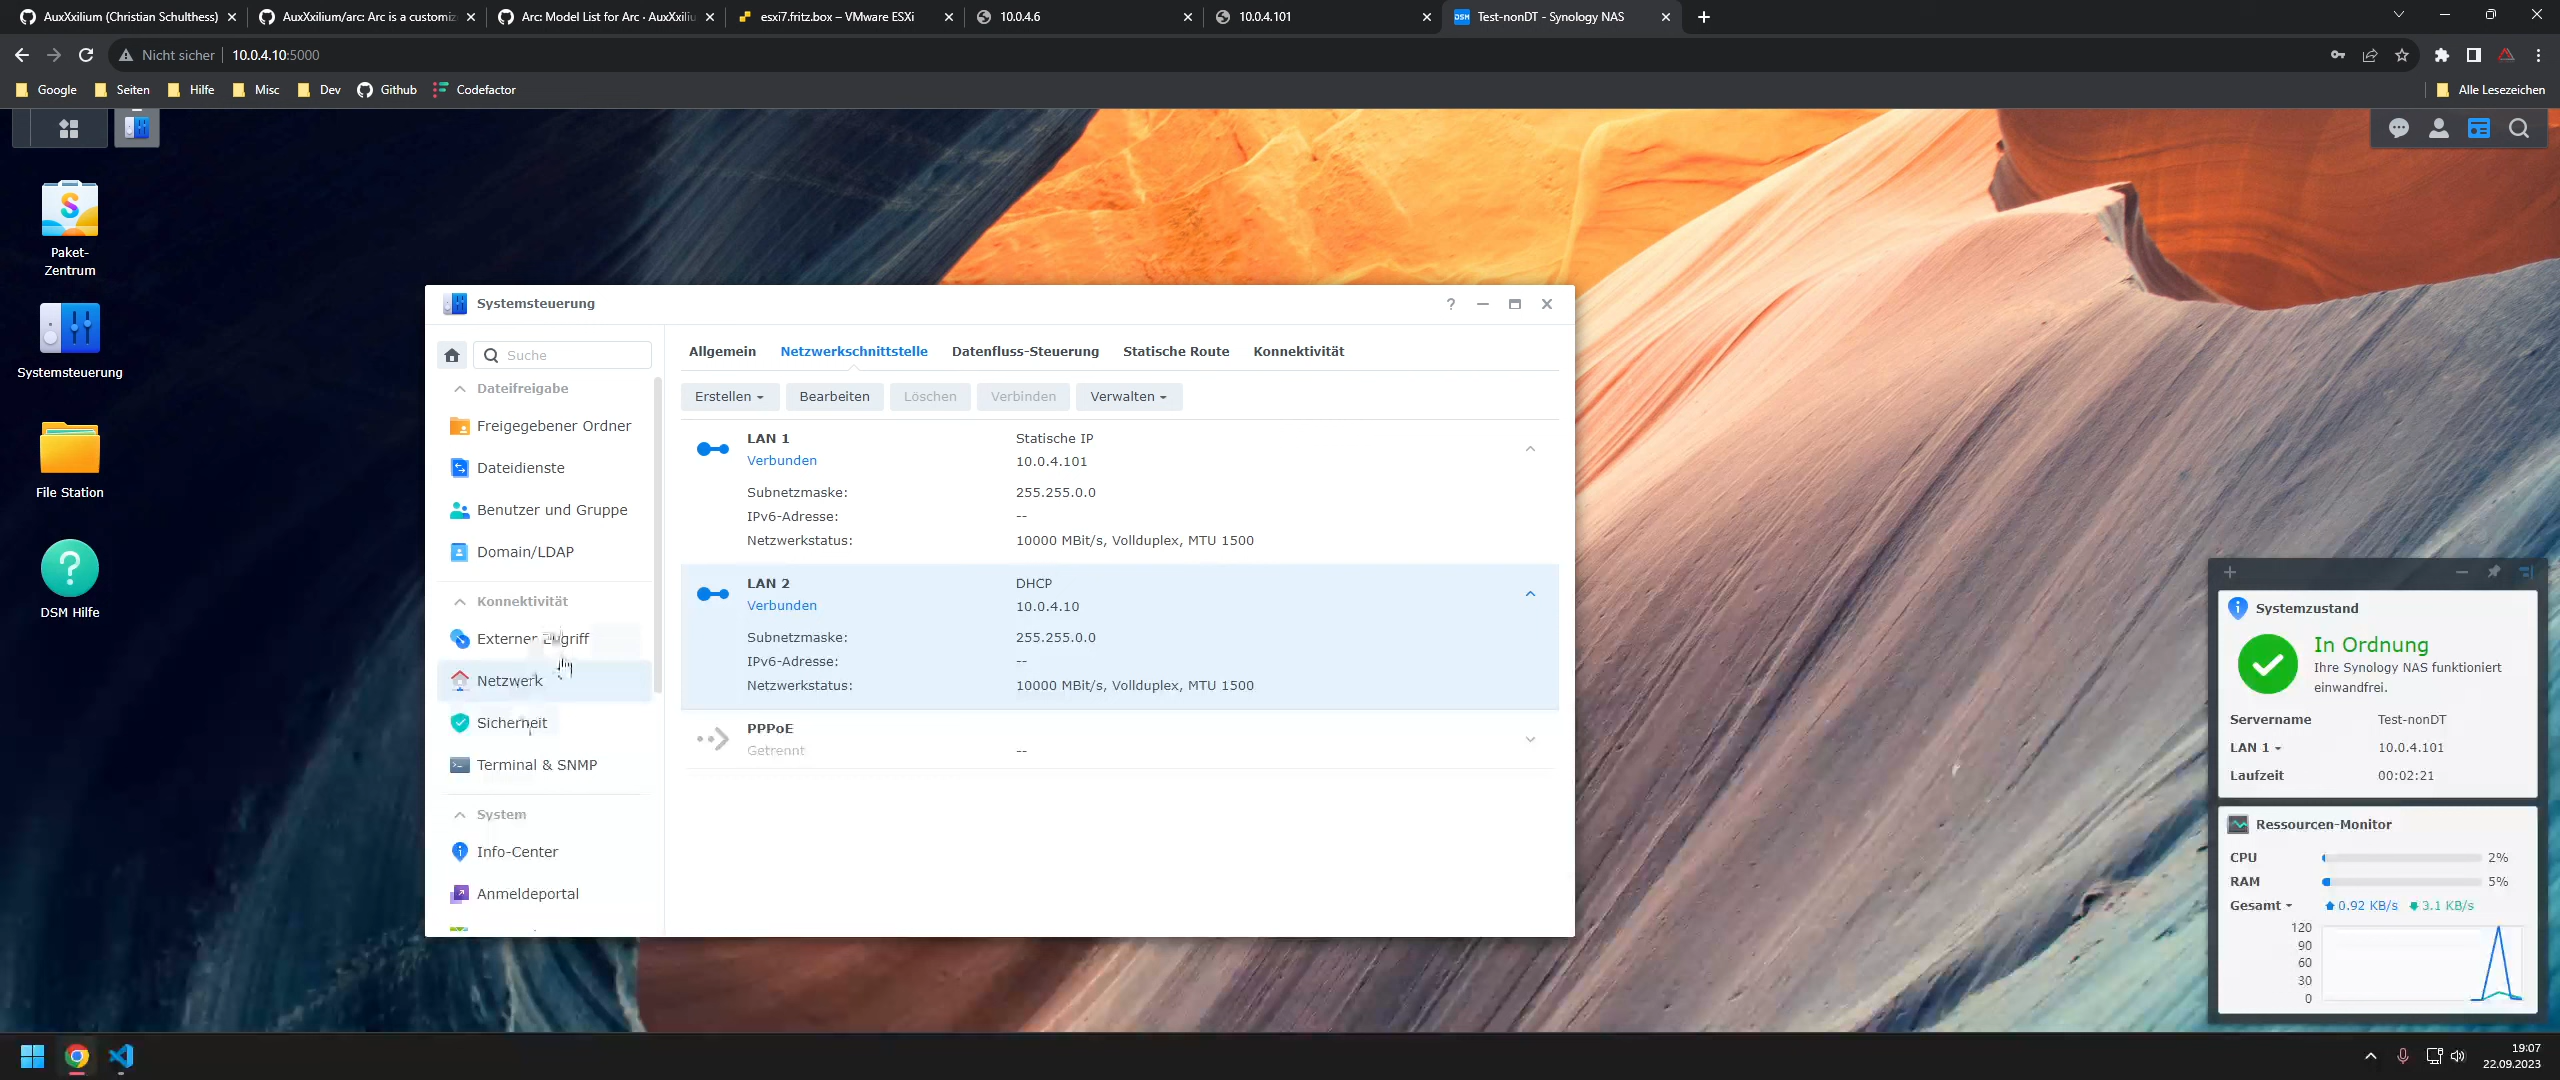 AuxXxilium (Christian Schulthess)
AuxXxilium/arc: Arc is a customiz
Arc: Model List for Arc · AuxXxiliu
esxi7.fritz.box – VMware ESXi
10.0.4.6
10.0.4.101
Test-nonDT - Synology NAS
Nicht sicher
10.0.4.10:5000
Google
Seiten
Hilfe
Misc
Dev
Github
Codefactor
Alle Lesezeichen
Paket-
Zentrum
Systemsteuerung
File Station
DSM Hilfe
Systemsteuerung
Suche
Dateifreigabe
Freigegebener Ordner
Dateidienste
Benutzer und Gruppe
Domain/LDAP
Konnektivität
Externer Zugriff
Netzwerk
Sicherheit
Terminal & SNMP
System
Info-Center
Anmeldeportal
Allgemein
Netzwerkschnittstelle
Datenfluss-Steuerung
Statische Route
Konnektivität
Erstellen
Bearbeiten
Löschen
Verbinden
Verwalten
LAN 1
Statische IP
Verbunden
10.0.4.101
Subnetzmaske:
255.255.0.0
IPv6-Adresse:
--
Netzwerkstatus:
10000 MBit/s, Vollduplex, MTU 1500
LAN 2
DHCP
Verbunden
10.0.4.10
Subnetzmaske:
255.255.0.0
IPv6-Adresse:
--
Netzwerkstatus:
10000 MBit/s, Vollduplex, MTU 1500
PPPoE
Getrennt
--
Systemzustand
In Ordnung
Ihre Synology NAS funktioniert
einwandfrei.
Servername
Test-nonDT
LAN 1
10.0.4.101
Laufzeit
00:02:21
Ressourcen-Monitor
CPU
2%
RAM
5%
Gesamt
0.92 KB/s
3.1 KB/s
120
90
60
30
0
19:07
22.09.2023